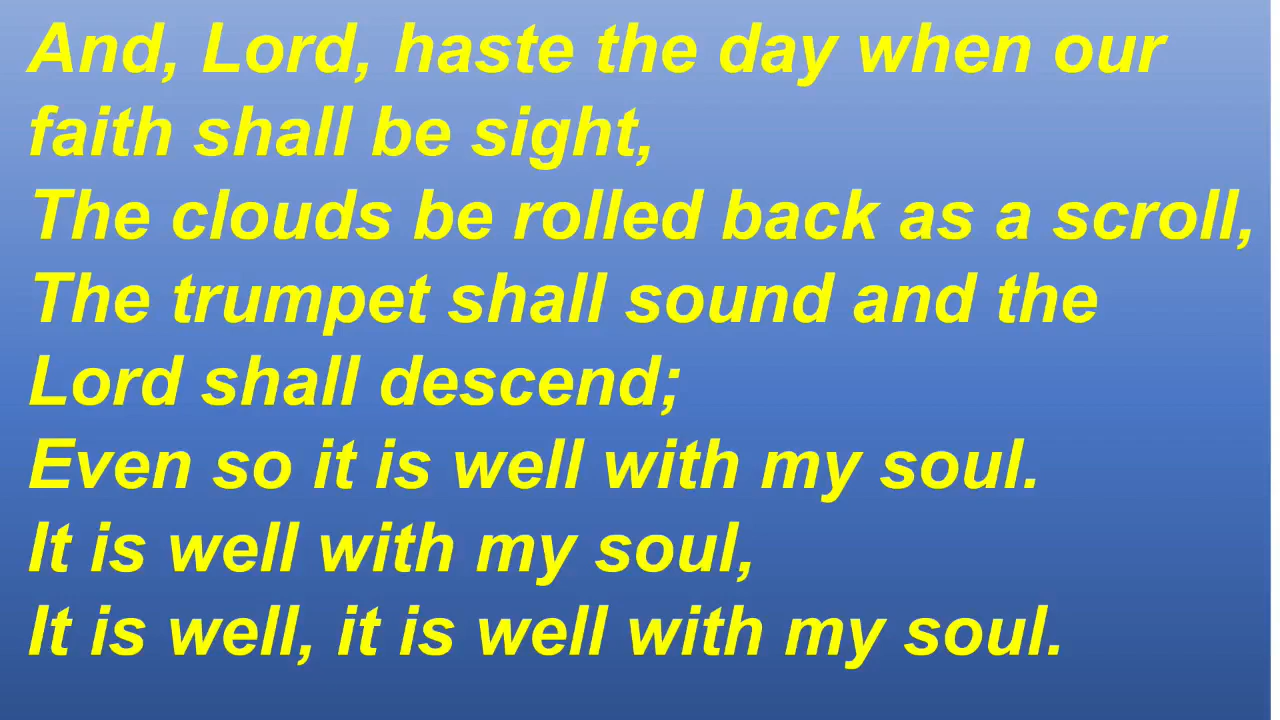 And, Lord, haste the day when our
faith shall be sight,
The clouds be rolled back as a scroll,
The trumpet shall sound and the
Lord shall descend;
Even so it is well with my soul.
It is well with my soul,
It is well, it is well with my soul.